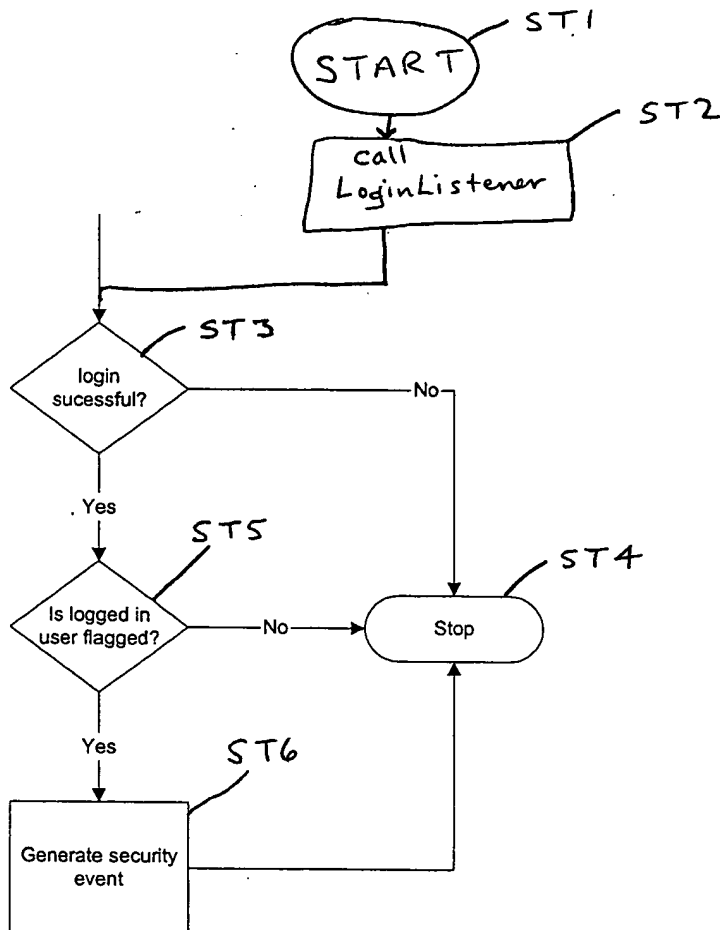 ST1
START
ST2
call
LoginListener
ST3
login
sucessful?
No
Yes
ST5
ST4
Is logged in
user flagged?
No
Stop
Yes
ST6
Generate security
event